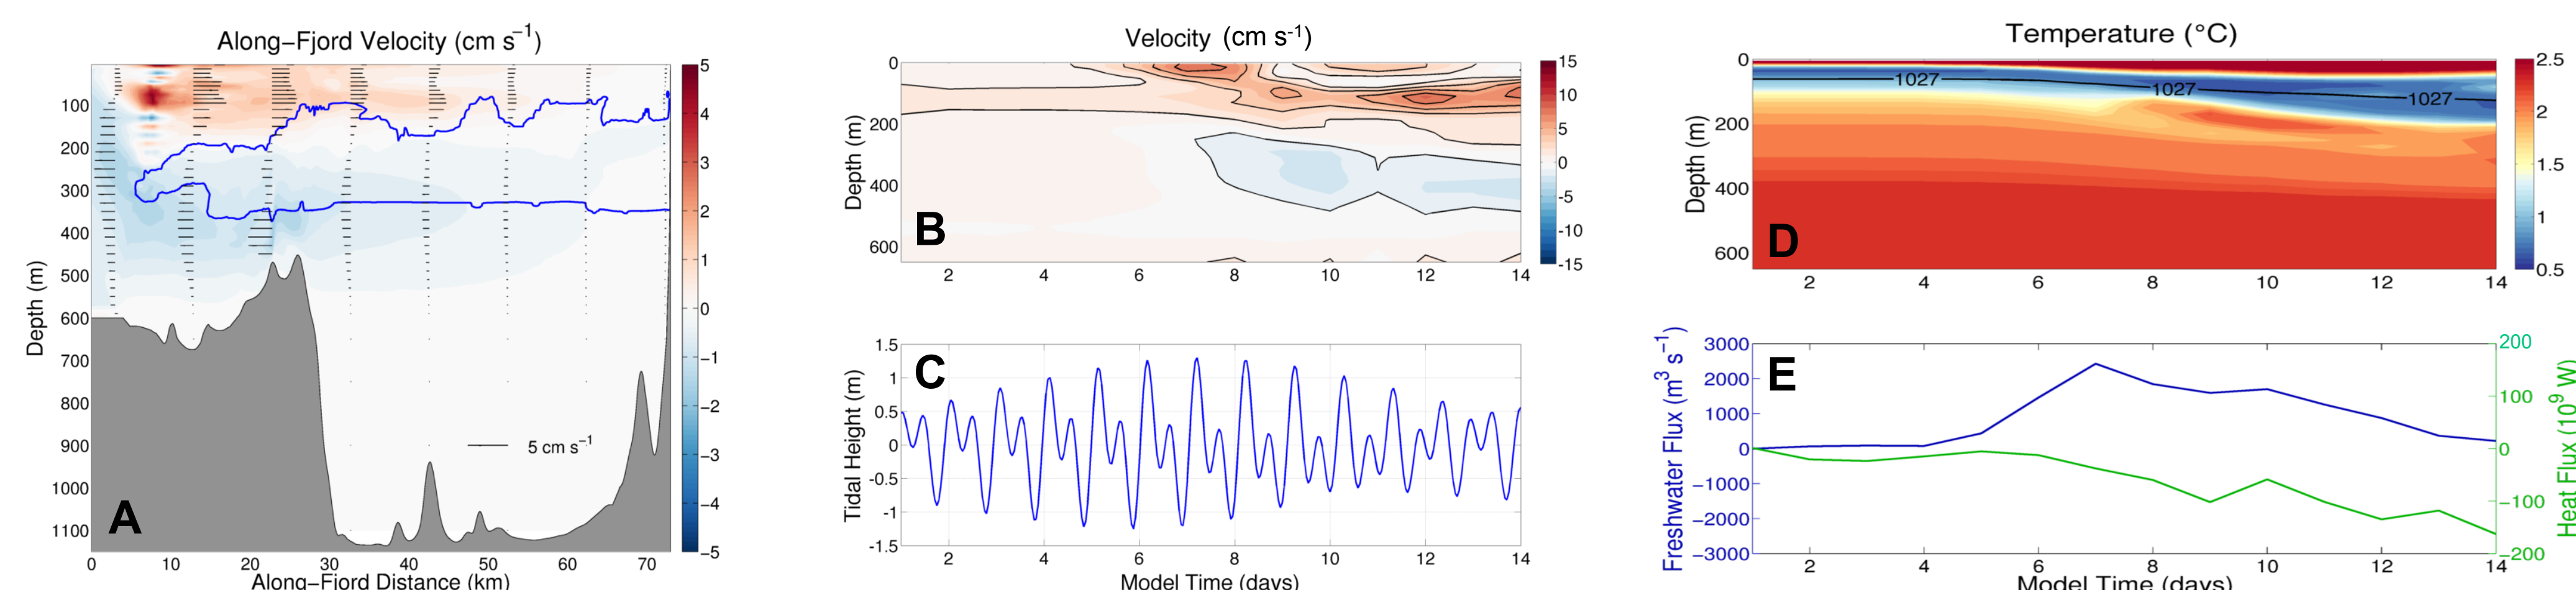 Along−Fjord Velocity (cm s−1)
Depth (m)
100
200
300
400
500
600
700
800
900
1000
1100
0 10 20 30 40 50 60 70
Along−Fjord Distance (km)
5 cm s−1
A
5
4
3
2
1
0
−1
−2
−3
−4
−5
Velocity (cm s-1)
Depth (m)
0
200
400
600
B
2 4 6 8 10 12 14
15
10
5
0
-5
-10
-15
Tidal Height (m)
1.5
1
0.5
0
-0.5
-1
-1.5
C
2 4 6 8 10 12 14
Model Time (days)
Temperature (°C)
Depth (m)
0
200
400
600
1027 1027 1027
D
2 4 6 8 10 12 14
2.5
2
1.5
1
0.5
Freshwater Flux (m3 s−1)
3000
2000
1000
0
−1000
−2000
−3000
E
200
100
0
−100
−200
Heat Flux (109 W)
2 4 6 8 10 12 14
Model Time (days)